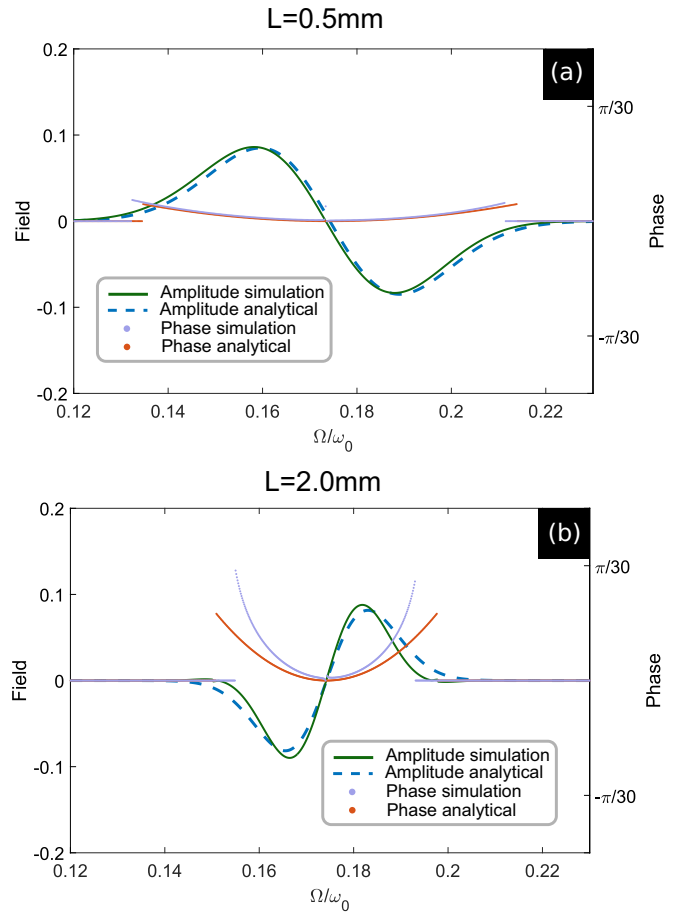 L=0.5mm
(a)
0.2
0.1
0
-0.1
-0.2
Field
π/30
-π/30
Phase
Amplitude simulation
Amplitude analytical
Phase simulation
Phase analytical
0.12 0.14 0.16 0.18 0.2 0.22
Ω/ω₀
L=2.0mm
(b)
0.2
0.1
0
-0.1
-0.2
Field
π/30
-π/30
Phase
Amplitude simulation
Amplitude analytical
Phase simulation
Phase analytical
0.12 0.14 0.16 0.18 0.2 0.22
Ω/ω₀